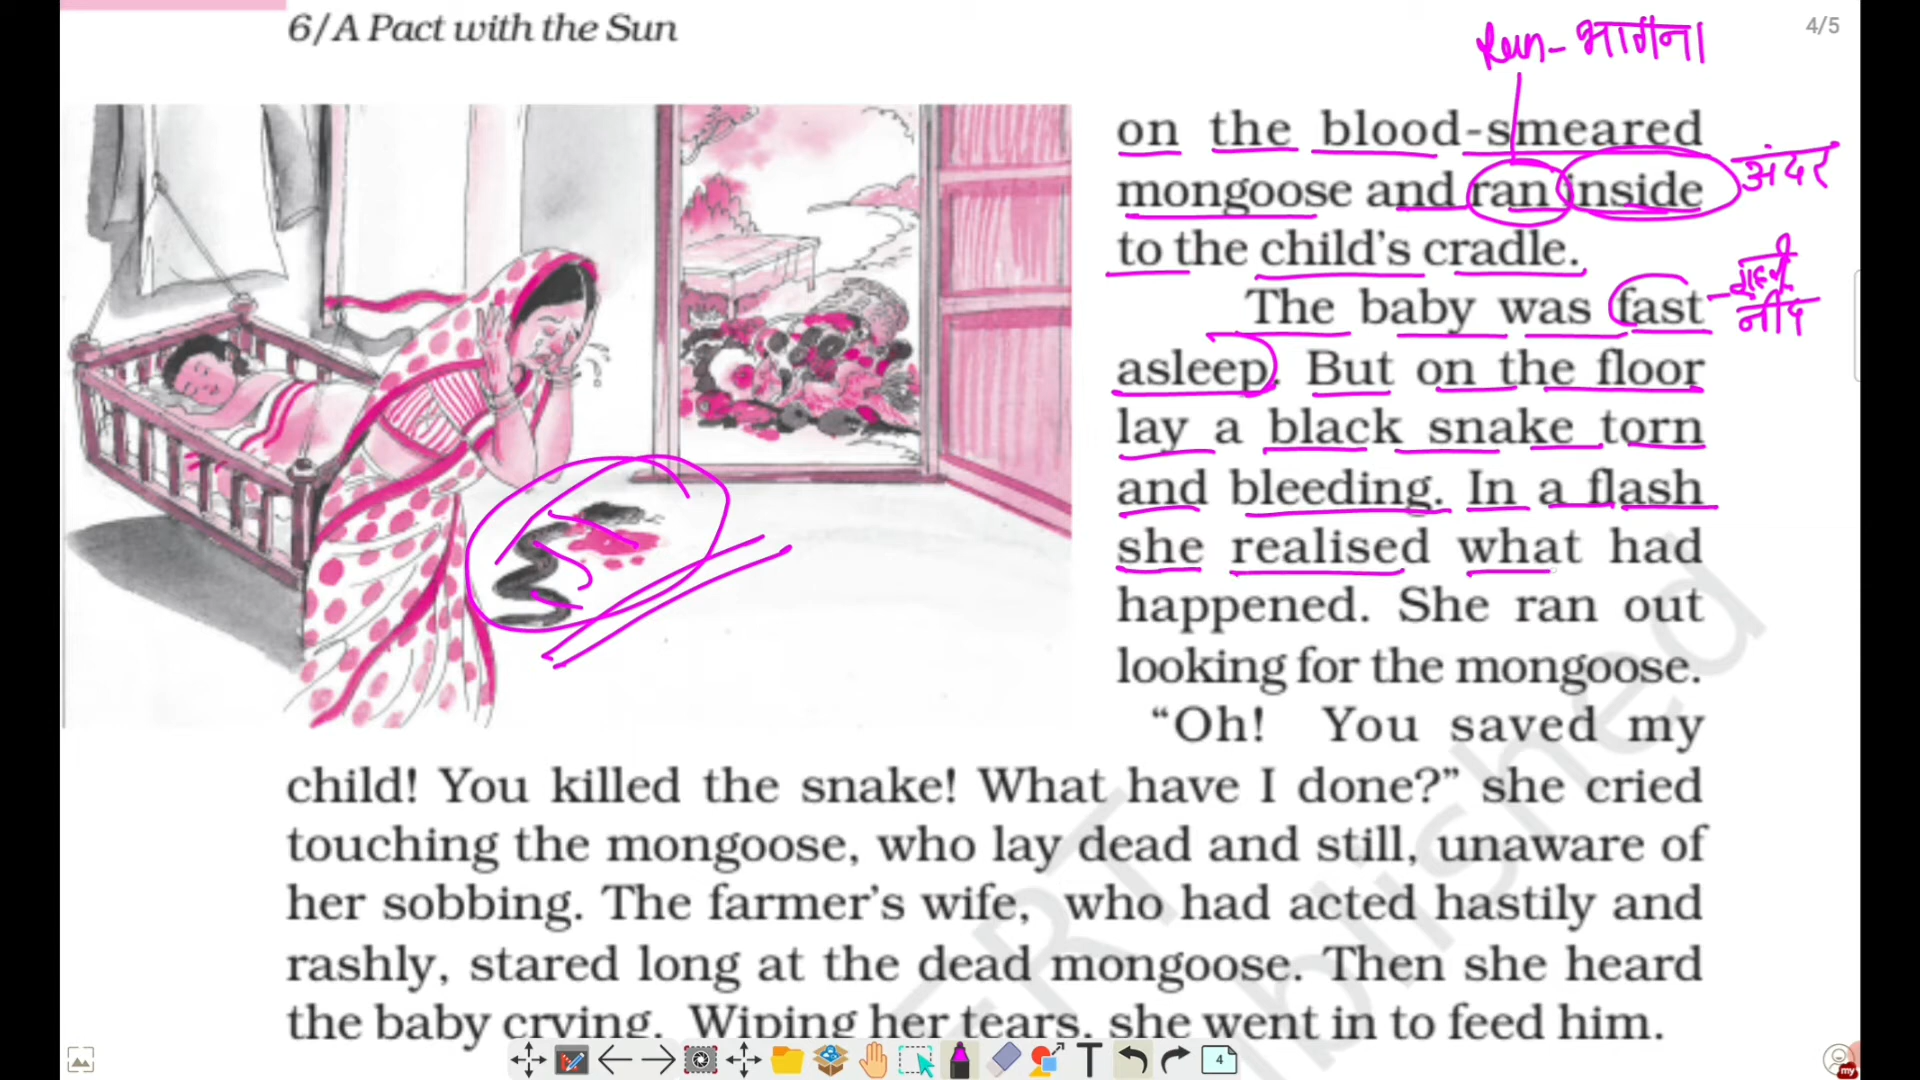 6/A Pact with the Sun
4/5
Run- भागना
on the blood-smeared
mongoose and ran inside
अंदर
to the child's cradle.
The baby was fast
गहरी
नींद
asleep. But on the floor
lay a black snake torn
and bleeding. In a flash
she realised what had
happened. She ran out
looking for the mongoose.
“Oh! You saved my
child! You killed the snake! What have I done?” she cried
touching the mongoose, who lay dead and still, unaware of
her sobbing. The farmer's wife, who had acted hastily and
rashly, stared long at the dead mongoose. Then she heard
the baby crying. Wiping her tears, she went in to feed him.
T
4
my